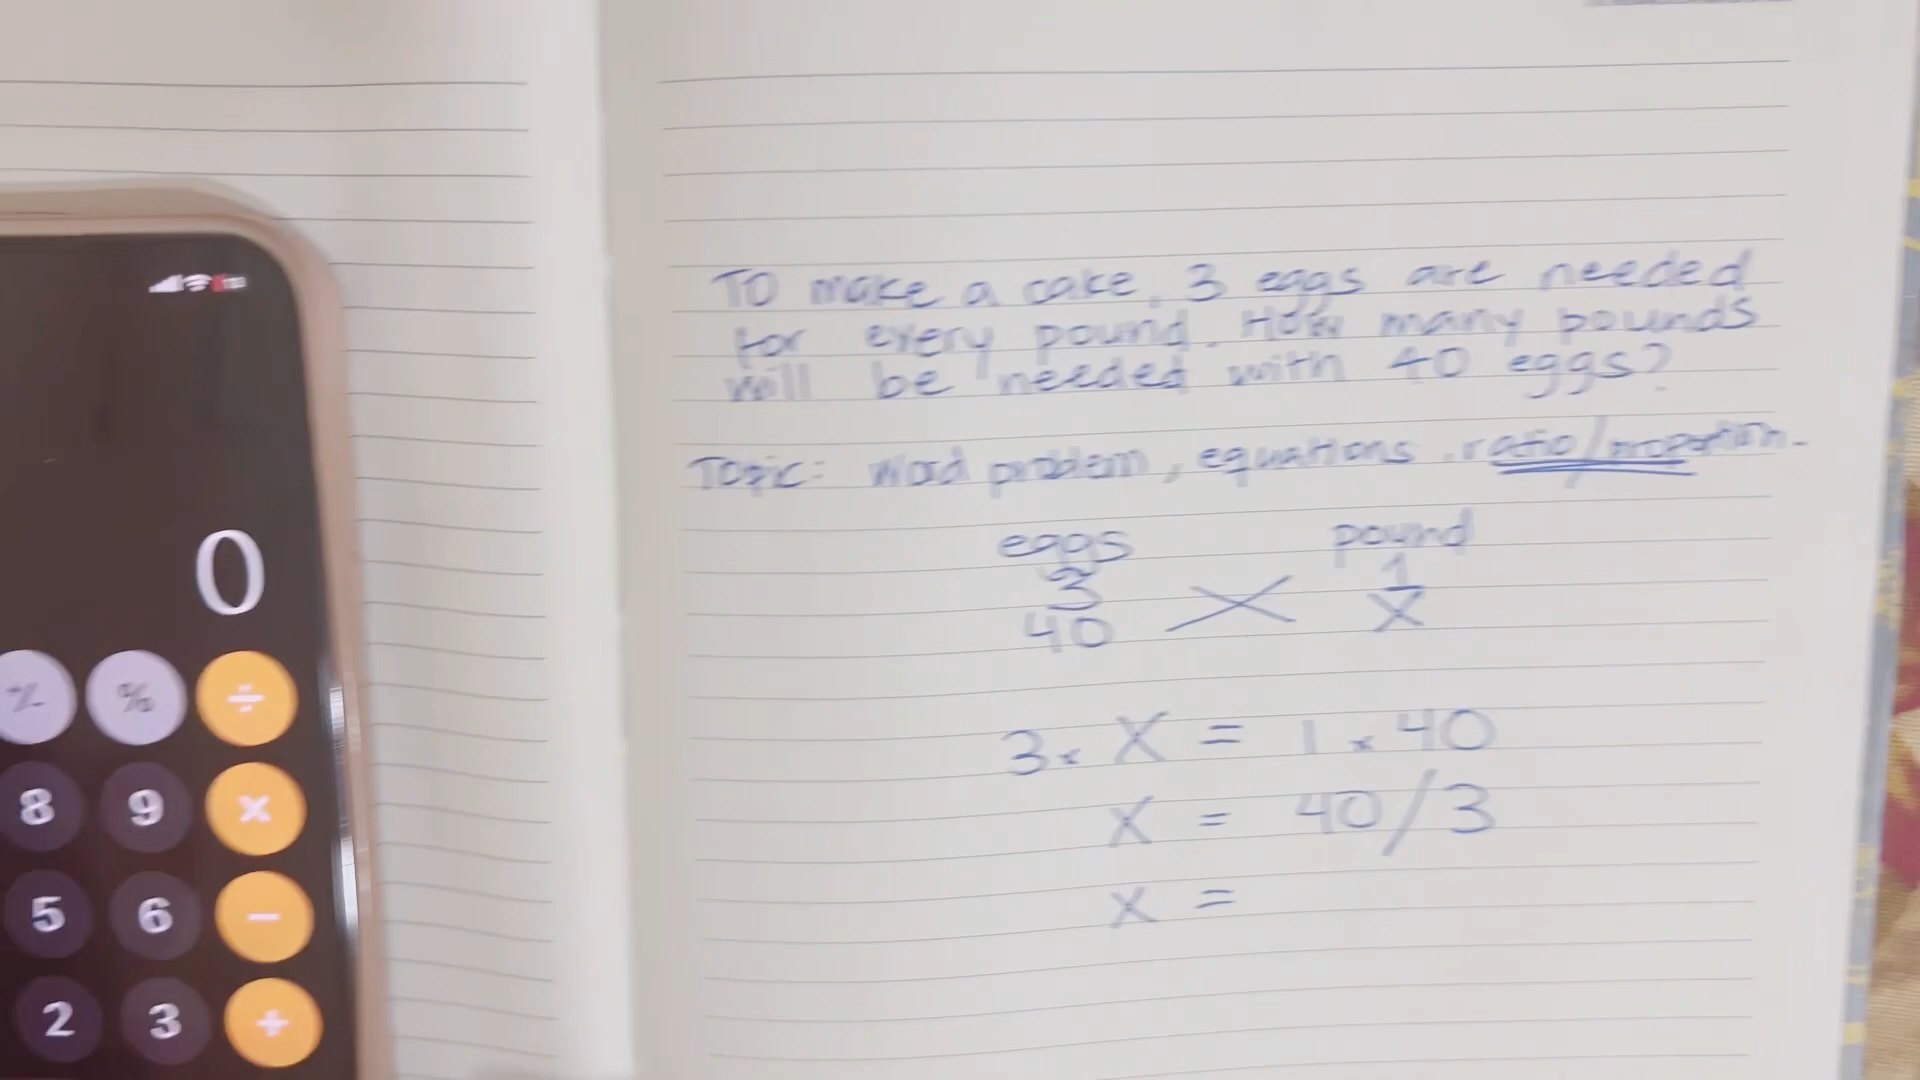 0
%
÷
8 9 ×
5 6 −
2 3 +
To make a cake, 3 eggs are needed
for every pound. How many pounds
will be needed with 40 eggs?
Topic: Word problem, equations, ratio/proportion.
eggs pound
3 1
40 X
3 × X = 1 × 40
X = 40/3
X =